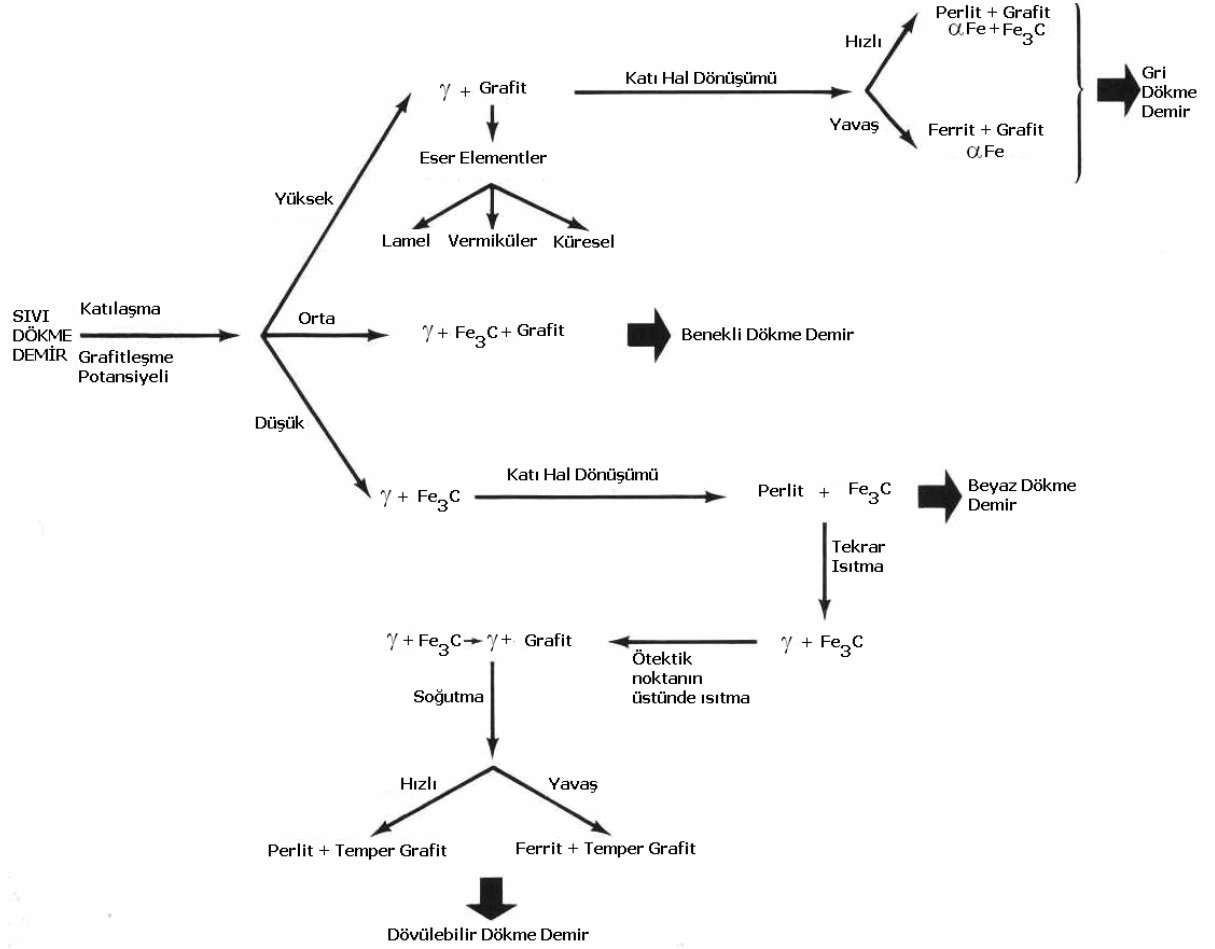 Perlit + Grafit
αFe+Fe₃C
Hızlı
γ + Grafit
Katı Hal Dönüşümü
Gri
Dökme
Demir
Yavaş
Ferrit + Grafit
αFe
Eser Elementler
Yüksek
Lamel Vermiküler Küresel
SIVI
DÖKME
DEMİR
Katılaşma
Grafitleşme
Potansiyeli
Orta
γ + Fe₃C + Grafit
Benekli Dökme Demir
Düşük
γ + Fe₃C
Katı Hal Dönüşümü
Perlit + Fe₃C
Beyaz Dökme
Demir
Tekrar
Isıtma
γ + Fe₃C → γ + Grafit
γ + Fe₃C
Ötektik
noktanın
üstünde ısıtma
Soğutma
Hızlı
Yavaş
Perlit + Temper Grafit
Ferrit + Temper Grafit
Dövülebilir Dökme Demir